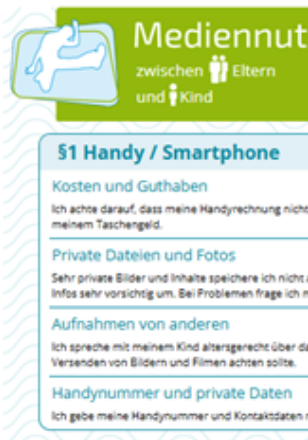 Mediennut
zwischen Eltern
und Kind
§1 Handy / Smartphone
Kosten und Guthaben
Ich achte darauf, dass meine Handyrechnung nicht
meinem Taschengeld.
Private Dateien und Fotos
Sehr private Bilder und Inhalte speichere ich nicht
Infos sehr vorsichtig um. Bei Problemen frage ich
Aufnahmen von anderen
Ich spreche mit meinem Kind altersgerecht über
Versenden von Bildern und Filmen achten sollte.
Handynummer und private Daten
Ich gebe meine Handynummer und Kontaktdaten